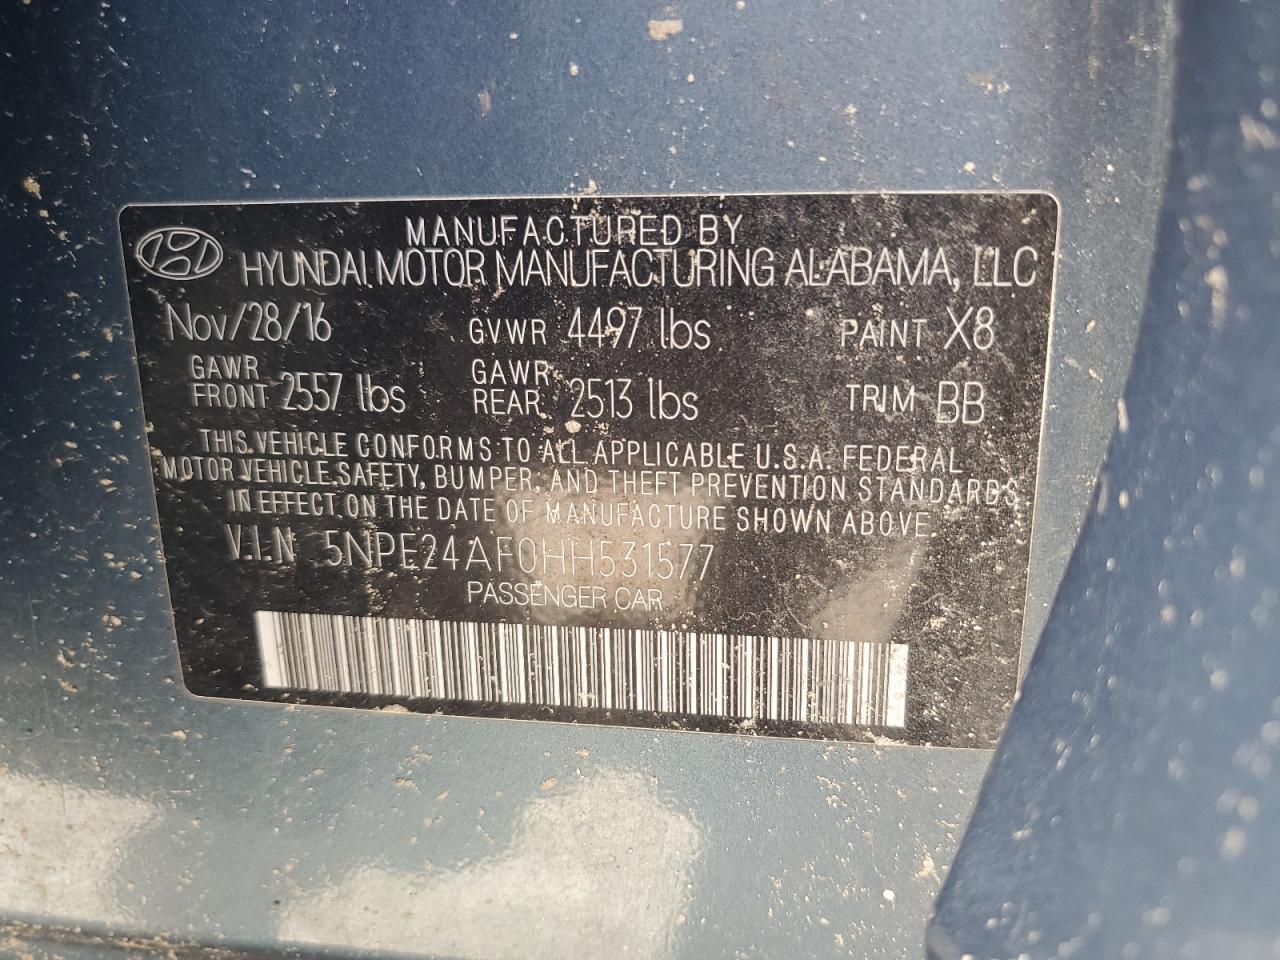 MANUFACTURED BY
HYUNDAI MOTOR MANUFACTURING ALABAMA, LLC
Nov/28/16 GVWR 4497 lbs PAINT X8
GAWR FRONT 2557 lbs GAWR REAR 2513 lbs TRIM BB
THIS VEHICLE CONFORMS TO ALL APPLICABLE U.S.A. FEDERAL
MOTOR VEHICLE SAFETY, BUMPER, AND THEFT PREVENTION STANDARDS
IN EFFECT ON THE DATE OF MANUFACTURE SHOWN ABOVE.
V.I.N 5NPE24AF0HH531577
PASSENGER CAR